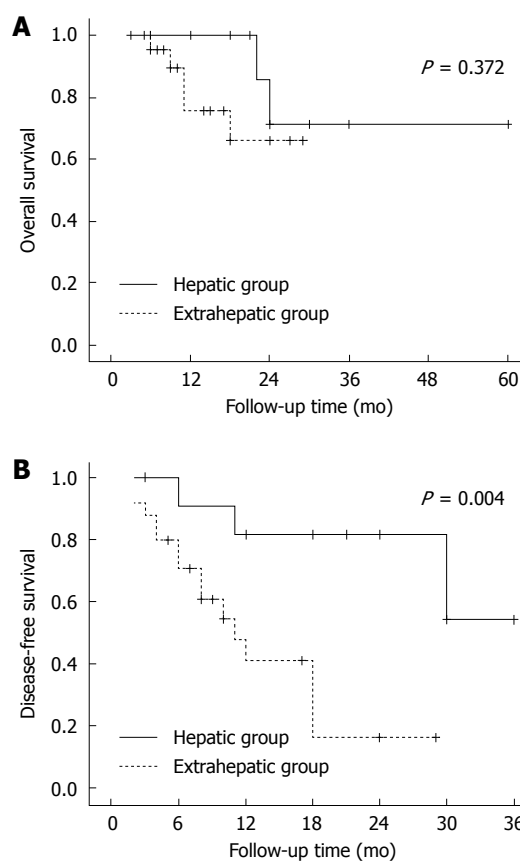 A
1.0
P = 0.372
0.8
0.6
Overall survival
0.4
0.2
Hepatic group
Extrahepatic group
0.0
0 12 24 36 48 60
Follow-up time (mo)
B
1.0
P = 0.004
0.8
0.6
Disease-free survival
0.4
0.2
Hepatic group
Extrahepatic group
0.0
0 6 12 18 24 30 36
Follow-up time (mo)